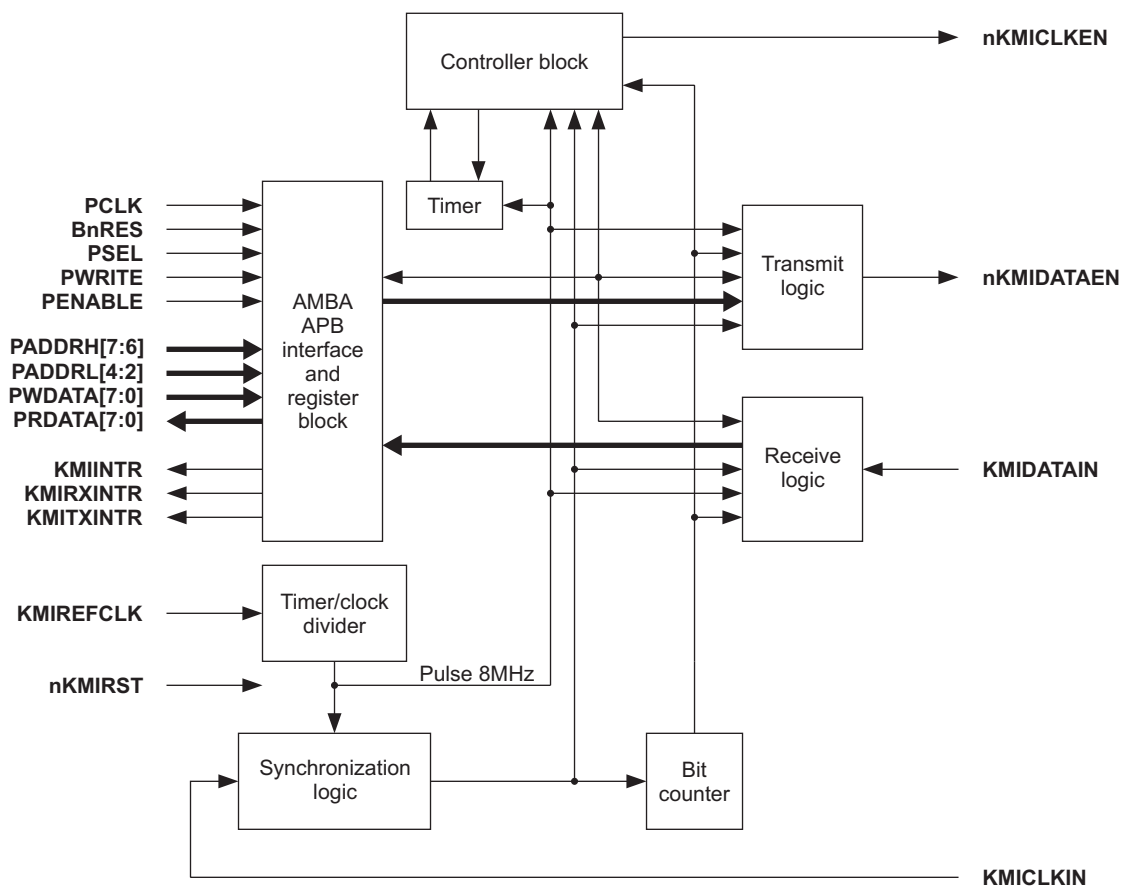 Controller block
nKMICLKEN
Timer
PCLK
BnRES
PSEL
PWRITE
PENABLE
PADDRH[7:6]
PADDRL[4:2]
PWDATA[7:0]
PRDATA[7:0]
KMIINTR
KMIRXINTR
KMITXINTR
AMBA
APB
interface
and
register
block
Transmit
logic
nKMIDATAEN
Receive
logic
KMIDATAIN
KMIREFCLK
Timer/clock
divider
nKMIRST
Pulse 8MHz
Synchronization
logic
Bit
counter
KMICLKIN